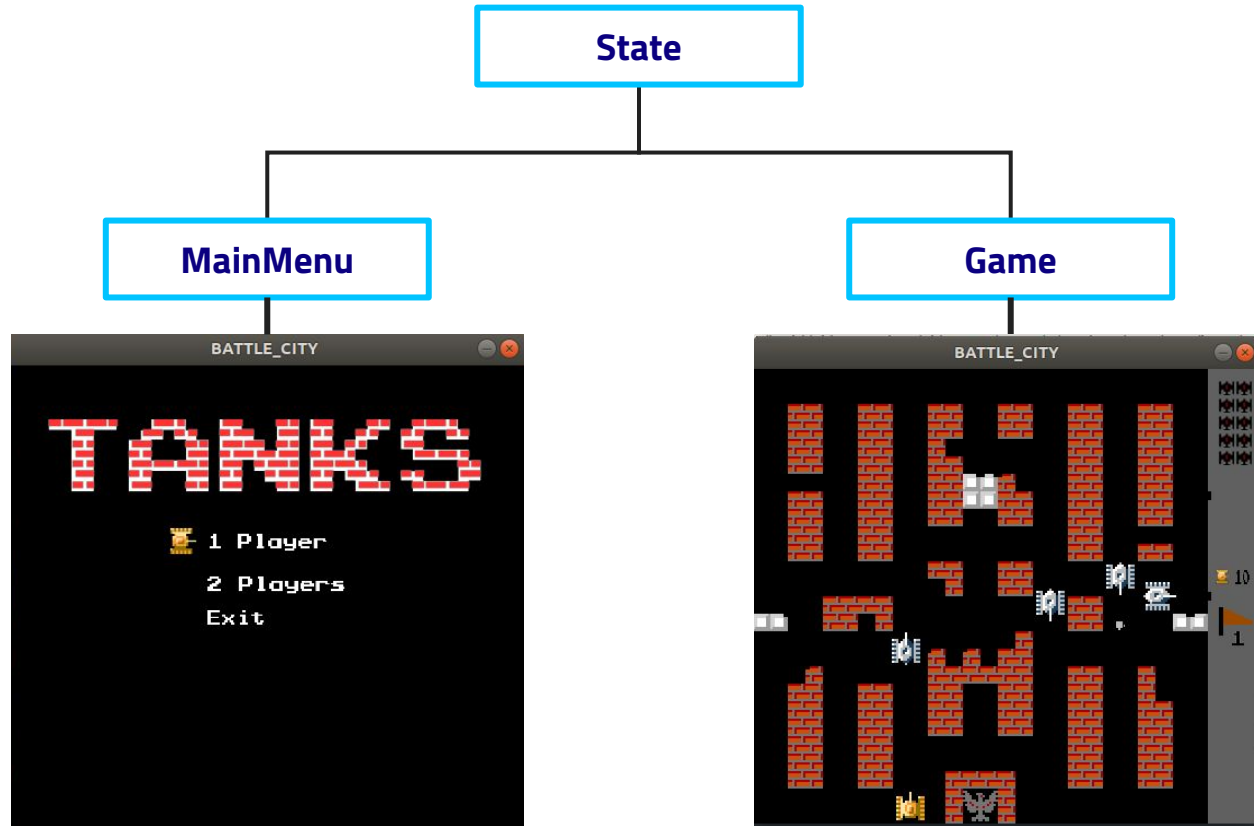 State
MainMenu
Game
BATTLE_CITY
TANKS
1 Player
2 Players
Exit
BATTLE_CITY
10
1